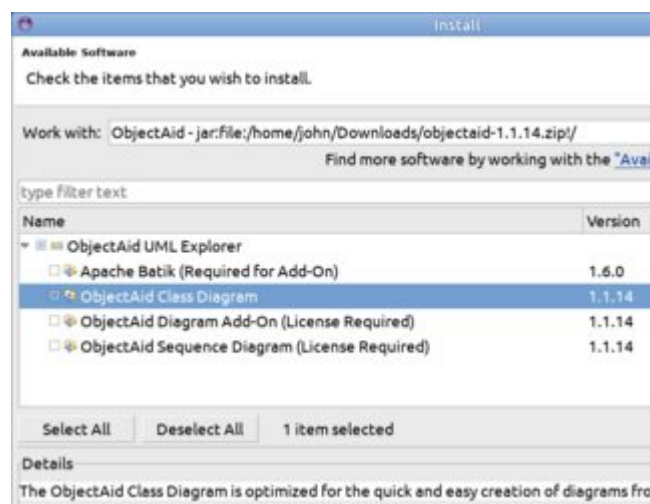 Install
Available Software
Check the items that you wish to install.
Work with: ObjectAid - jar:file:/home/john/Downloads/objectaid-1.1.14.zip!/
Find more software by working with the "Avai
type filter text
Name Version
ObjectAid UML Explorer
Apache Batik (Required for Add-On) 1.6.0
ObjectAid Class Diagram 1.1.14
ObjectAid Diagram Add-On (License Required) 1.1.14
ObjectAid Sequence Diagram (License Required) 1.1.14
Select All Deselect All 1 item selected
Details
The ObjectAid Class Diagram is optimized for the quick and easy creation of diagrams fro